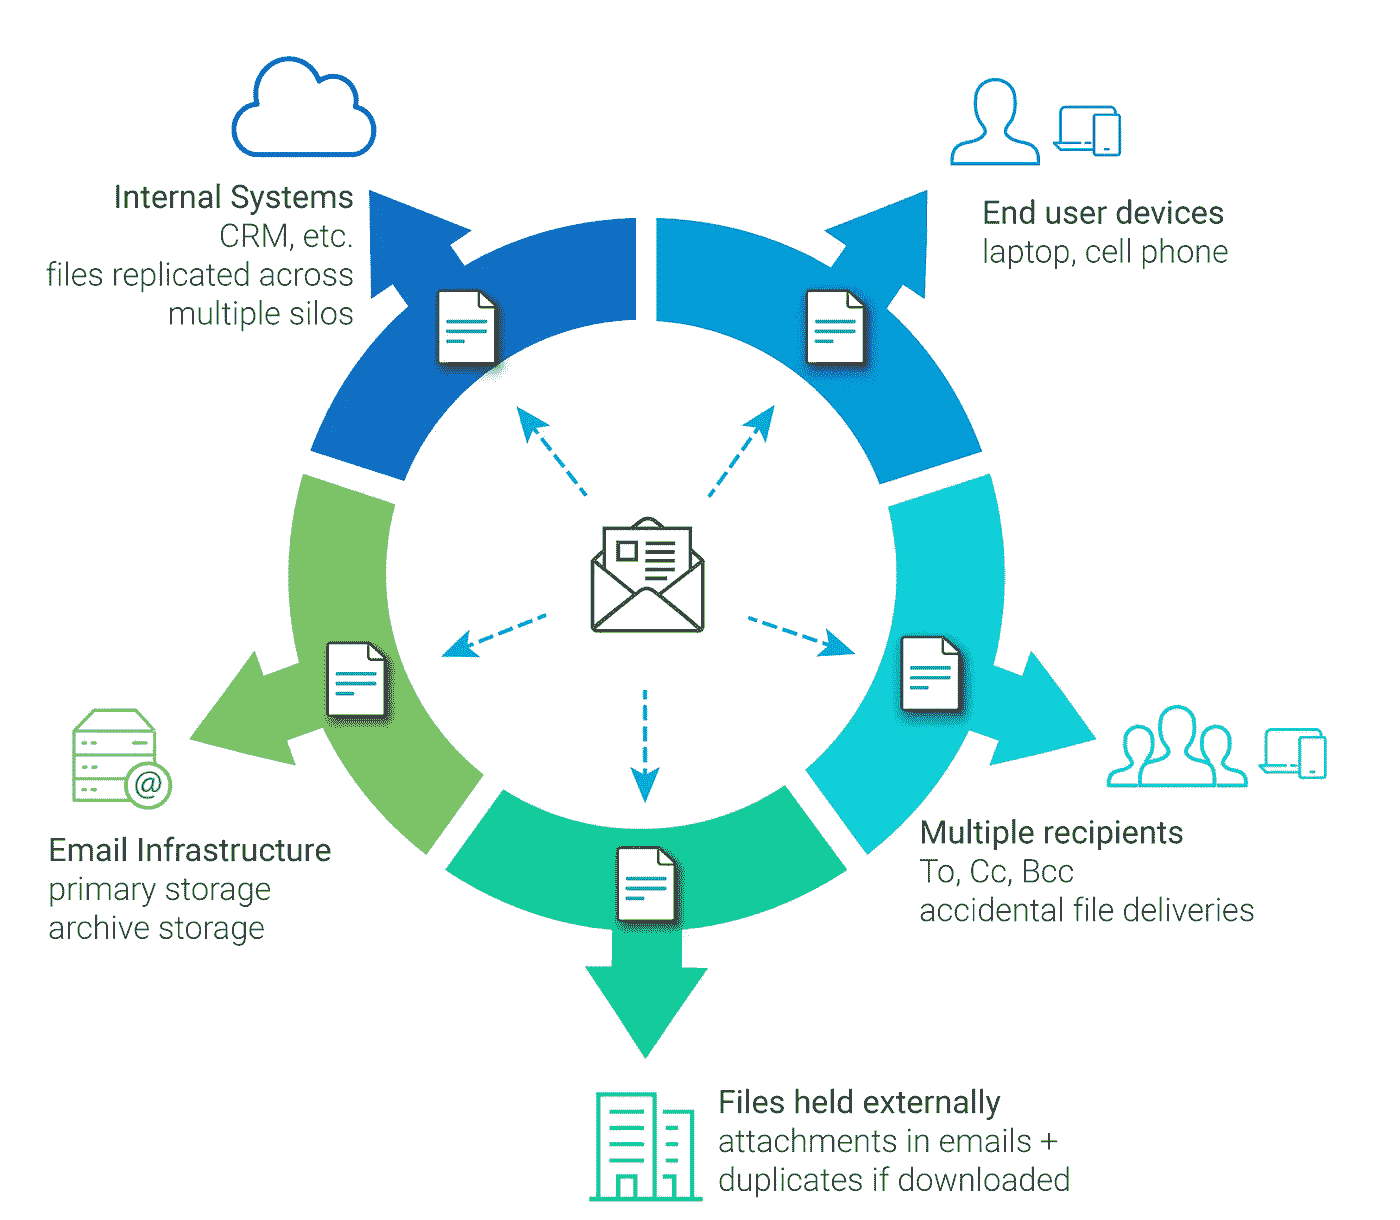 Internal Systems
CRM, etc.
files replicated across
multiple silos
End user devices
laptop, cell phone
@
Email Infrastructure
primary storage
archive storage
Multiple recipients
To, Cc, Bcc
accidental file deliveries
Files held externally
attachments in emails +
duplicates if downloaded